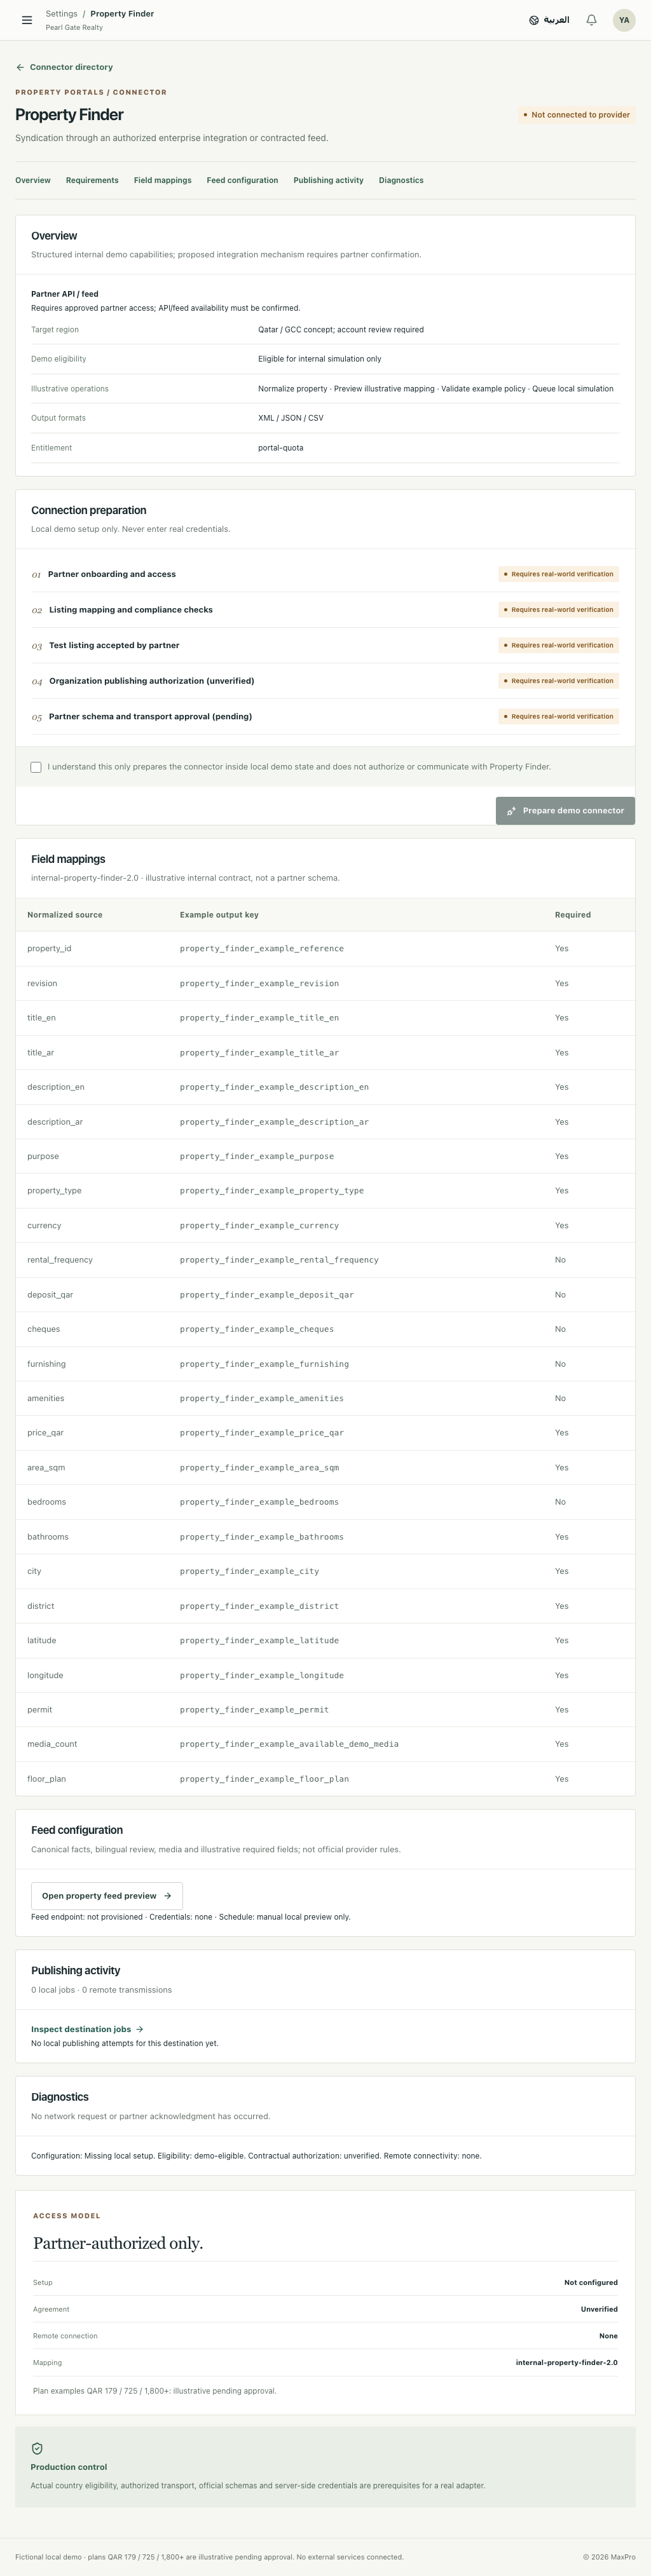 Settings / Property Finder
Pearl Gate Realty
العربية
YA
Connector directory
PROPERTY PORTALS / CONNECTOR
Property Finder
Not connected to provider
Syndication through an authorized enterprise integration or contracted feed.
Overview Requirements Field mappings Feed configuration Publishing activity Diagnostics
Overview
Structured internal demo capabilities; proposed integration mechanism requires partner confirmation.
Partner API / feed
Requires approved partner access; API/feed availability must be confirmed.
Target region Qatar / GCC concept; account review required
Demo eligibility Eligible for internal simulation only
Illustrative operations Normalize property · Preview illustrative mapping · Validate example policy · Queue local simulation
Output formats XML / JSON / CSV
Entitlement portal-quota
Connection preparation
Local demo setup only. Never enter real credentials.
01 Partner onboarding and access Requires real-world verification
02 Listing mapping and compliance checks Requires real-world verification
03 Test listing accepted by partner Requires real-world verification
04 Organization publishing authorization (unverified) Requires real-world verification
05 Partner schema and transport approval (pending) Requires real-world verification
I understand this only prepares the connector inside local demo state and does not authorize or communicate with Property Finder.
Prepare demo connector
Field mappings
internal-property-finder-2.0 · illustrative internal contract, not a partner schema.
Normalized source Example output key Required
property_id property_finder_example_reference Yes
revision property_finder_example_revision Yes
title_en property_finder_example_title_en Yes
title_ar property_finder_example_title_ar Yes
description_en property_finder_example_description_en Yes
description_ar property_finder_example_description_ar Yes
purpose property_finder_example_purpose Yes
property_type property_finder_example_property_type Yes
currency property_finder_example_currency Yes
rental_frequency property_finder_example_rental_frequency No
deposit_qar property_finder_example_deposit_qar No
cheques property_finder_example_cheques No
furnishing property_finder_example_furnishing No
amenities property_finder_example_amenities No
price_qar property_finder_example_price_qar Yes
area_sqm property_finder_example_area_sqm Yes
bedrooms property_finder_example_bedrooms No
bathrooms property_finder_example_bathrooms Yes
city property_finder_example_city Yes
district property_finder_example_district Yes
latitude property_finder_example_latitude Yes
longitude property_finder_example_longitude Yes
permit property_finder_example_permit Yes
media_count property_finder_example_available_demo_media Yes
floor_plan property_finder_example_floor_plan Yes
Feed configuration
Canonical facts, bilingual review, media and illustrative required fields; not official provider rules.
Open property feed preview
Feed endpoint: not provisioned · Credentials: none · Schedule: manual local preview only.
Publishing activity
0 local jobs · 0 remote transmissions
Inspect destination jobs
No local publishing attempts for this destination yet.
Diagnostics
No network request or partner acknowledgment has occurred.
Configuration: Missing local setup. Eligibility: demo-eligible. Contractual authorization: unverified. Remote connectivity: none.
ACCESS MODEL
Partner-authorized only.
Setup Not configured
Agreement Unverified
Remote connection None
Mapping internal-property-finder-2.0
Plan examples QAR 179 / 725 / 1,800+: illustrative pending approval.
Production control
Actual country eligibility, authorized transport, official schemas and server-side credentials are prerequisites for a real adapter.
Fictional local demo · plans QAR 179 / 725 / 1,800+ are illustrative pending approval. No external services connected.
© 2026 MaxPro